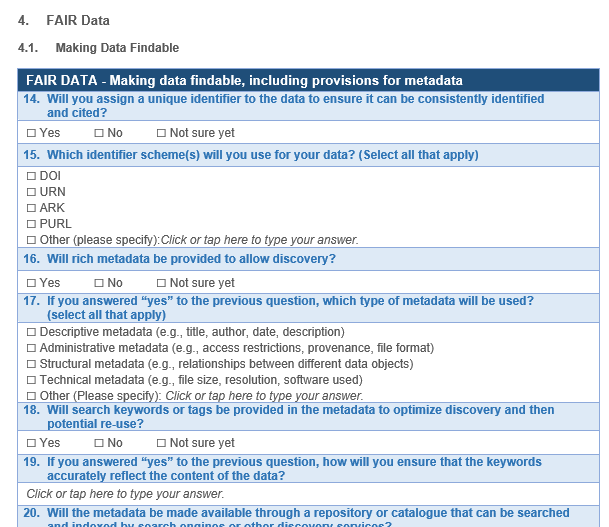 4. FAIR Data
4.1. Making Data Findable
FAIR DATA - Making data findable, including provisions for metadata
14. Will you assign a unique identifier to the data to ensure it can be consistently identified
and cited?
☐ Yes ☐ No ☐ Not sure yet
15. Which identifier scheme(s) will you use for your data? (Select all that apply)
☐ DOI
☐ URN
☐ ARK
☐ PURL
☐ Other (please specify):Click or tap here to type your answer.
16. Will rich metadata be provided to allow discovery?
☐ Yes ☐ No ☐ Not sure yet
17. If you answered “yes” to the previous question, which type of metadata will be used?
(select all that apply)
☐ Descriptive metadata (e.g., title, author, date, description)
☐ Administrative metadata (e.g., access restrictions, provenance, file format)
☐ Structural metadata (e.g., relationships between different data objects)
☐ Technical metadata (e.g., file size, resolution, software used)
☐ Other (Please specify): Click or tap here to type your answer.
18. Will search keywords or tags be provided in the metadata to optimize discovery and then
potential re-use?
☐ Yes ☐ No ☐ Not sure yet
19. If you answered “yes” to the previous question, how will you ensure that the keywords
accurately reflect the content of the data?
Click or tap here to type your answer.
20. Will the metadata be made available through a repository or catalogue that can be searched
and indexed by search engines or other discovery services?